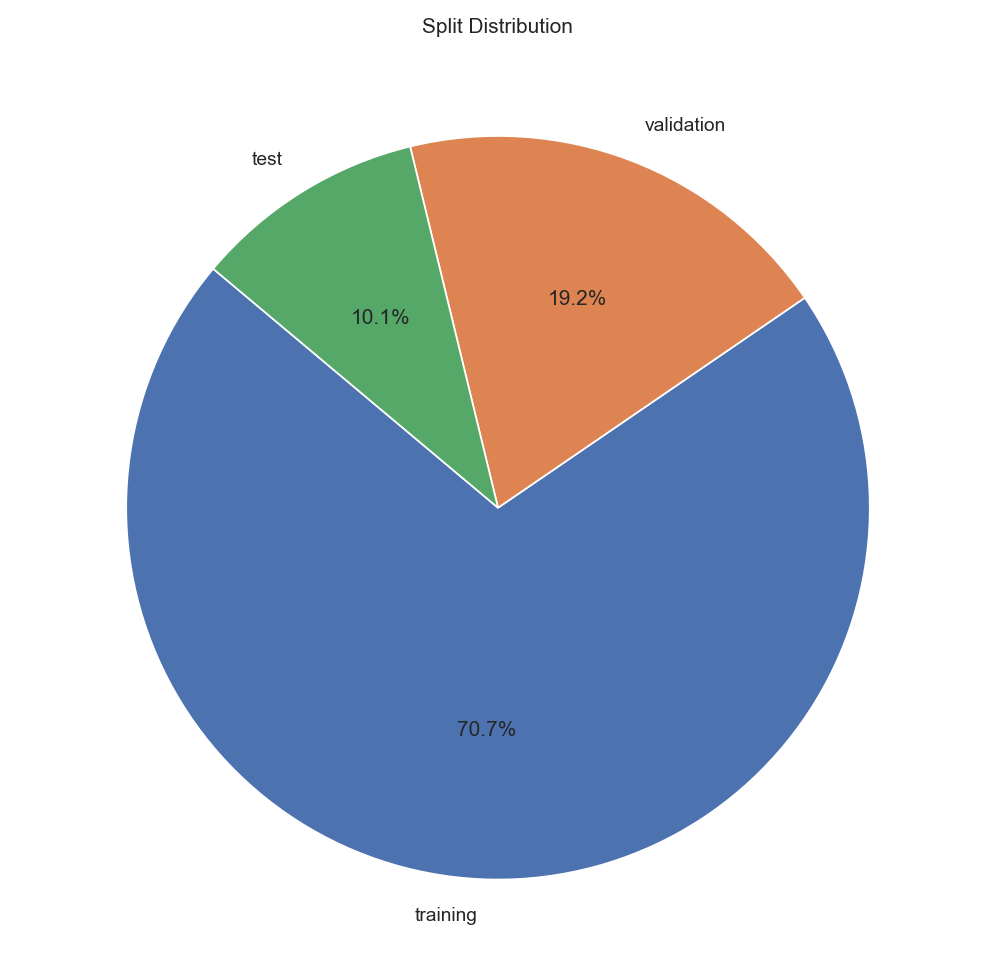 Split Distribution
validation
test
19.2%
10.1%
70.7%
training